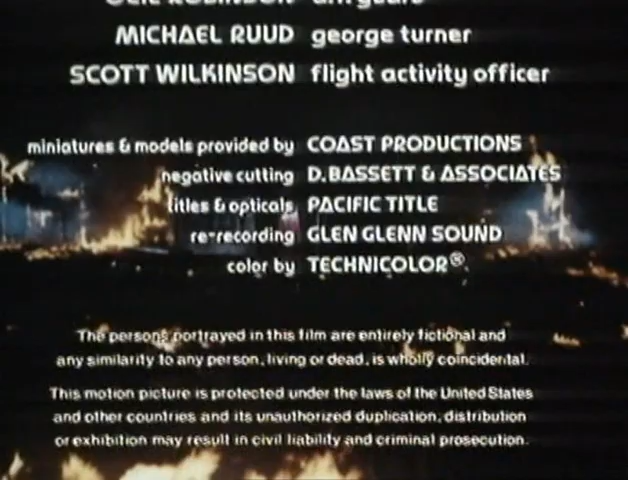 MICHAEL RUUD george turner
SCOTT WILKINSON flight activity officer
miniatures & models provided by COAST PRODUCTIONS
negative cutting D. BASSETT & ASSOCIATES
titles & opticals PACIFIC TITLE
re-recording GLEN GLENN SOUND
color by TECHNICOLOR®
The persons portrayed in this film are entirely fictional and
any similarity to any person, living or dead, is wholly coincidental.
This motion picture is protected under the laws of the United States
and other countries and its unauthorized duplication, distribution
or exhibition may result in civil liability and criminal prosecution.